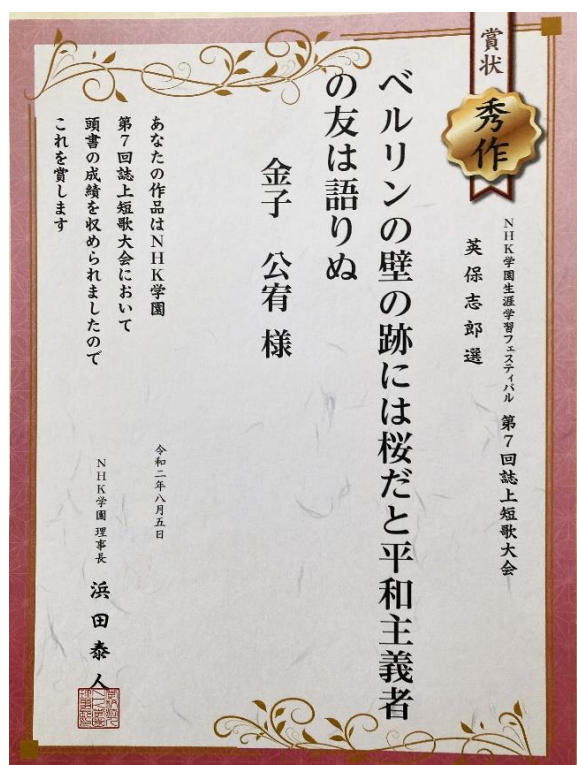 賞状
秀作
NHK学園生涯学習フェスティバル 第7回誌上短歌大会
英保志郎選
ベルリンの壁の跡には桜だと平和主義者
の友は語りぬ
金子 公宥 様
あなたの作品はNHK学園
第7回誌上短歌大会において
頭書の成績を収められましたので
これを賞します
令和二年八月五日
NHK学園 理事長 浜田泰人